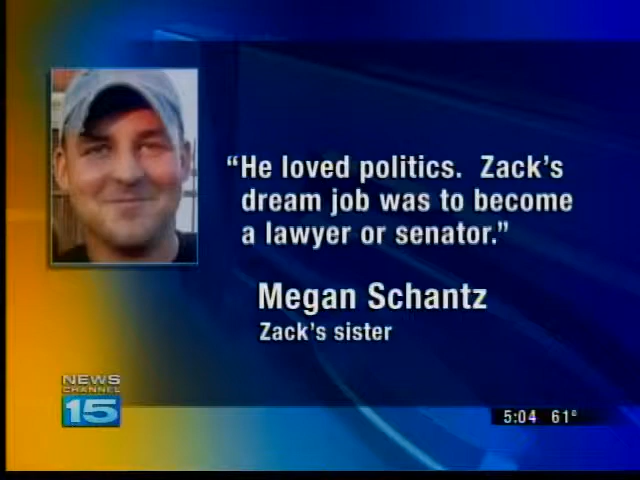 “He loved politics.  Zack’s
dream job was to become
a lawyer or senator.”
Megan Schantz
Zack’s sister
NEWS
CHANNEL
15
5:04 61°